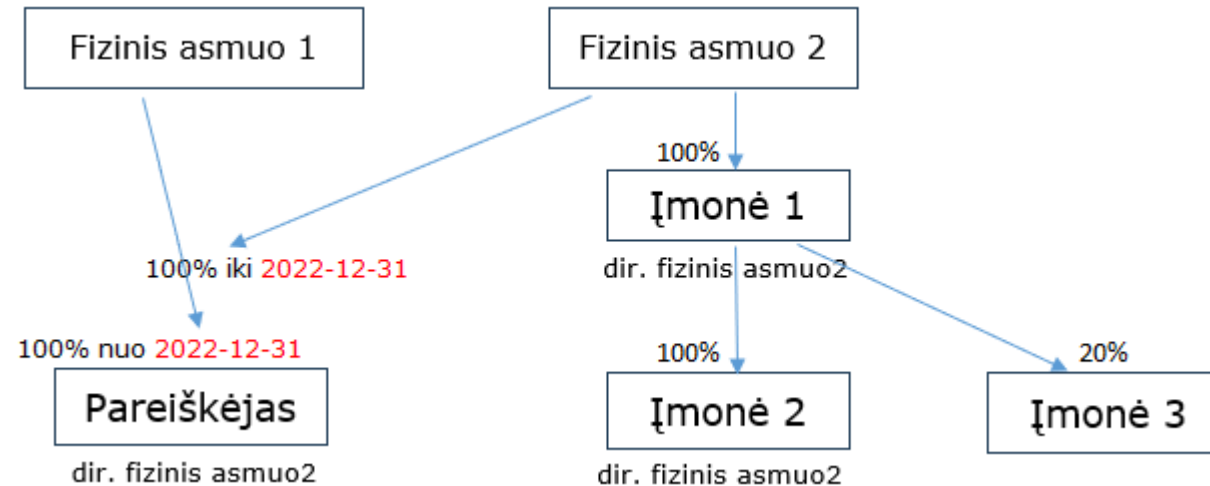 Fizinis asmuo 1
Fizinis asmuo 2
100%
Įmonė 1
100% iki 2022-12-31
dir. fizinis asmuo2
100% nuo 2022-12-31
100%
20%
Pareiškėjas
Įmonė 2
Įmonė 3
dir. fizinis asmuo2
dir. fizinis asmuo2